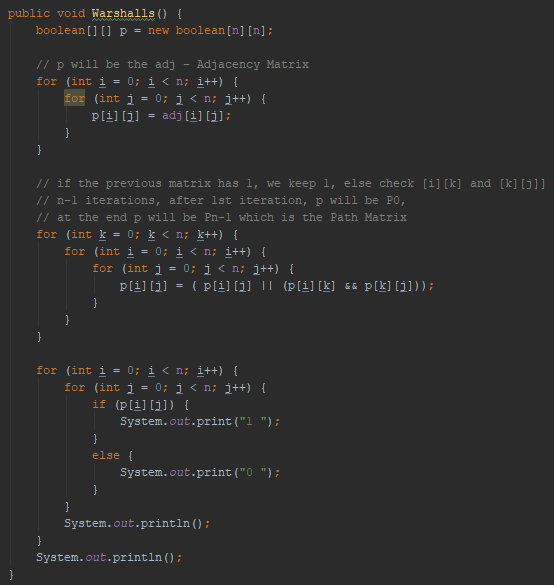 public void Warshalls() {
    boolean[][] p = new boolean[n][n];

    // p will be the adj - Adjacency Matrix
    for (int i = 0; i < n; i++) {
        for (int j = 0; j < n; j++) {
            p[i][j] = adj[i][j];
        }
    }

    // if the previous matrix has 1, we keep 1, else check [i][k] and [k][j]]
    // n-1 iterations, after 1st iteration, p will be P0,
    // at the end p will be Pn-1 which is the Path Matrix
    for (int k = 0; k < n; k++) {
        for (int i = 0; i < n; i++) {
            for (int j = 0; j < n; j++) {
                p[i][j] = ( p[i][j] || (p[i][k] && p[k][j]));
            }
        }
    }

    for (int i = 0; i < n; i++) {
        for (int j = 0; j < n; j++) {
            if (p[i][j]) {
                System.out.print("1 ");
            }
            else {
                System.out.print("0 ");
            }
        }
        System.out.println();
    }
    System.out.println();
}